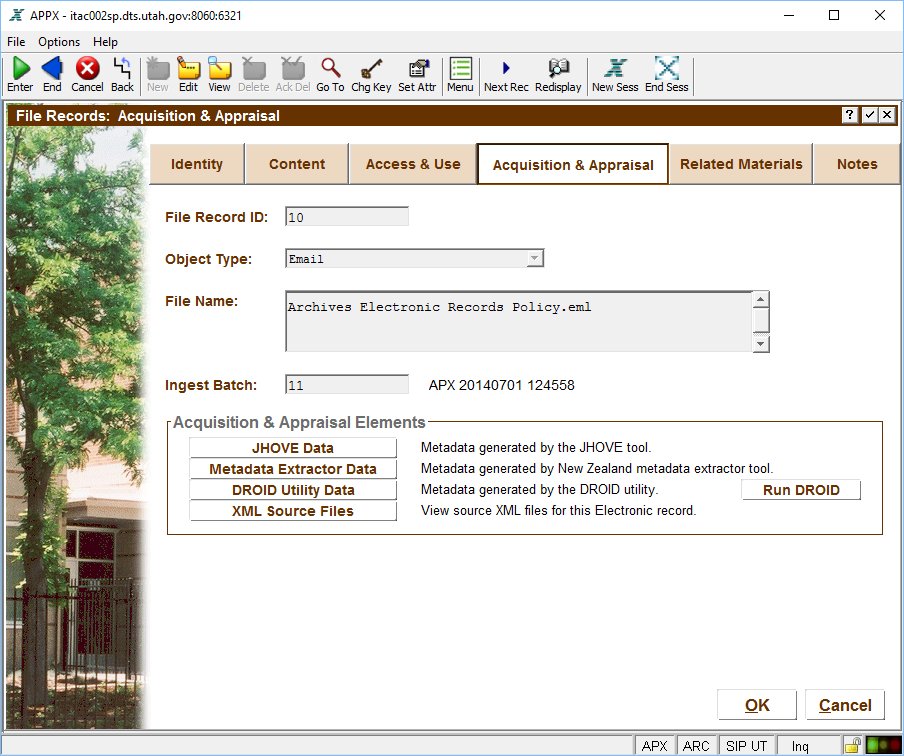 APPX - itac002sp.dts.utah.gov:8060:6321
File Options Help
Enter End Cancel Back New Edit View Delete Ack Del Go To Chg Key Set Attr Menu Next Rec Redisplay New Sess End Sess
File Records: Acquisition & Appraisal ?
Identity Content Access & Use Acquisition & Appraisal Related Materials Notes
File Record ID: 10
Object Type: Email
File Name: Archives Electronic Records Policy.eml
Ingest Batch: 11 APX 20140701 124558
Acquisition & Appraisal Elements
JHOVE Data Metadata generated by the JHOVE tool.
Metadata Extractor Data Metadata generated by New Zealand metadata extractor tool.
DROID Utility Data Metadata generated by the DROID utility. Run DROID
XML Source Files View source XML files for this Electronic record.
OK Cancel
APX ARC SIP UT Inq